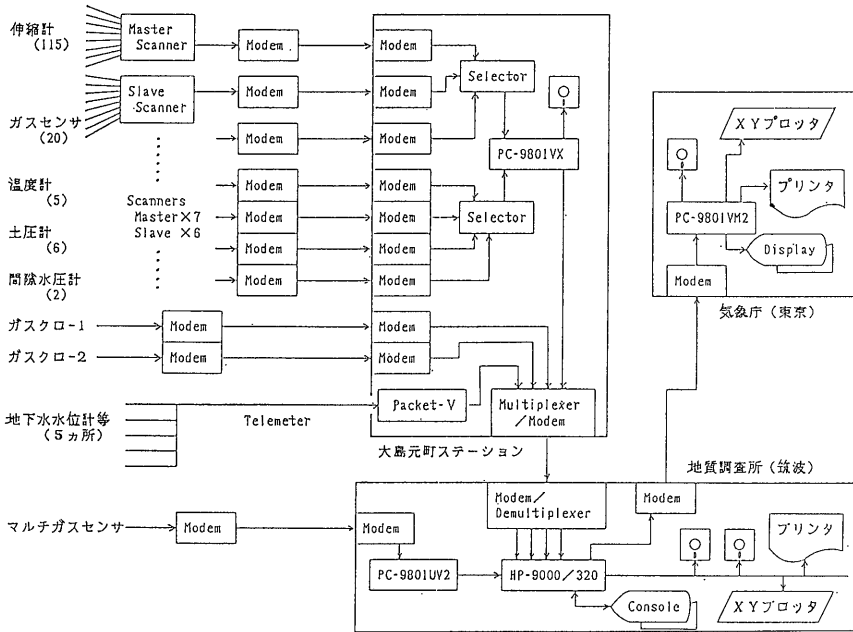 伸縮計
(115)
Master
Scanner
Modem
Modem
Slave
Scanner
Modem
Modem
Selector
ガスセンサ
(20)
Modem
Modem
PC-9801VX
温度計
(5)
Modem
Modem
Scanners
Master×7
Slave ×6
Modem
Modem
Selector
土圧計
(6)
Modem
Modem
間隙水圧計
(2)
Modem
Modem
ガスクロ-1
Modem
Modem
ガスクロ-2
Modem
Modem
地下水水位計等
(5ヵ所)
Telemeter
Packet-V
Multiplexer
/Modem
大島元町ステーション
XYプロッタ
プリンタ
PC-9801VM2
Display
Modem
気象庁(東京)
地質調査所(筑波)
マルチガスセンサ
Modem
Modem
Modem/
Demultiplexer
Modem
プリンタ
PC-9801UV2
HP-9000/320
Console
XYプロッタ